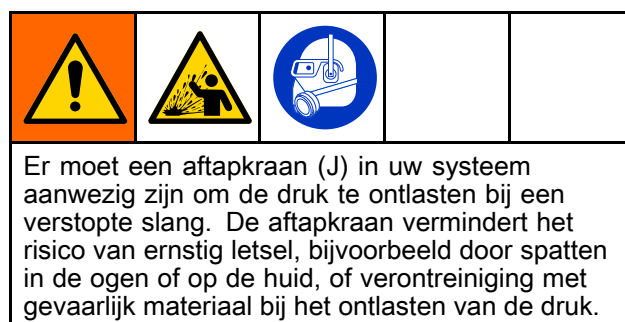 Er moet een aftapkraan (J) in uw systeem
aanwezig zijn om de druk te ontlasten bij een
verstopte slang. De aftapkraan vermindert het
risico van ernstig letsel, bijvoorbeeld door spatten
in de ogen of op de huid, of verontreiniging met
gevaarlijk materiaal bij het ontlasten van de druk.